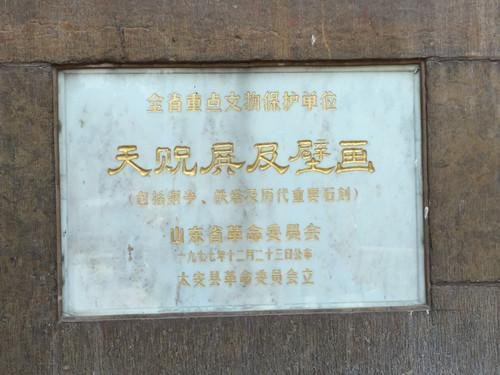 全省重点文物保护单位
天贶殿及壁画
(包括铜亭、铁塔及历代重要石刻)
山东省革命委员会
一九七七年十二月二十三日公布
太安县革命委员会立